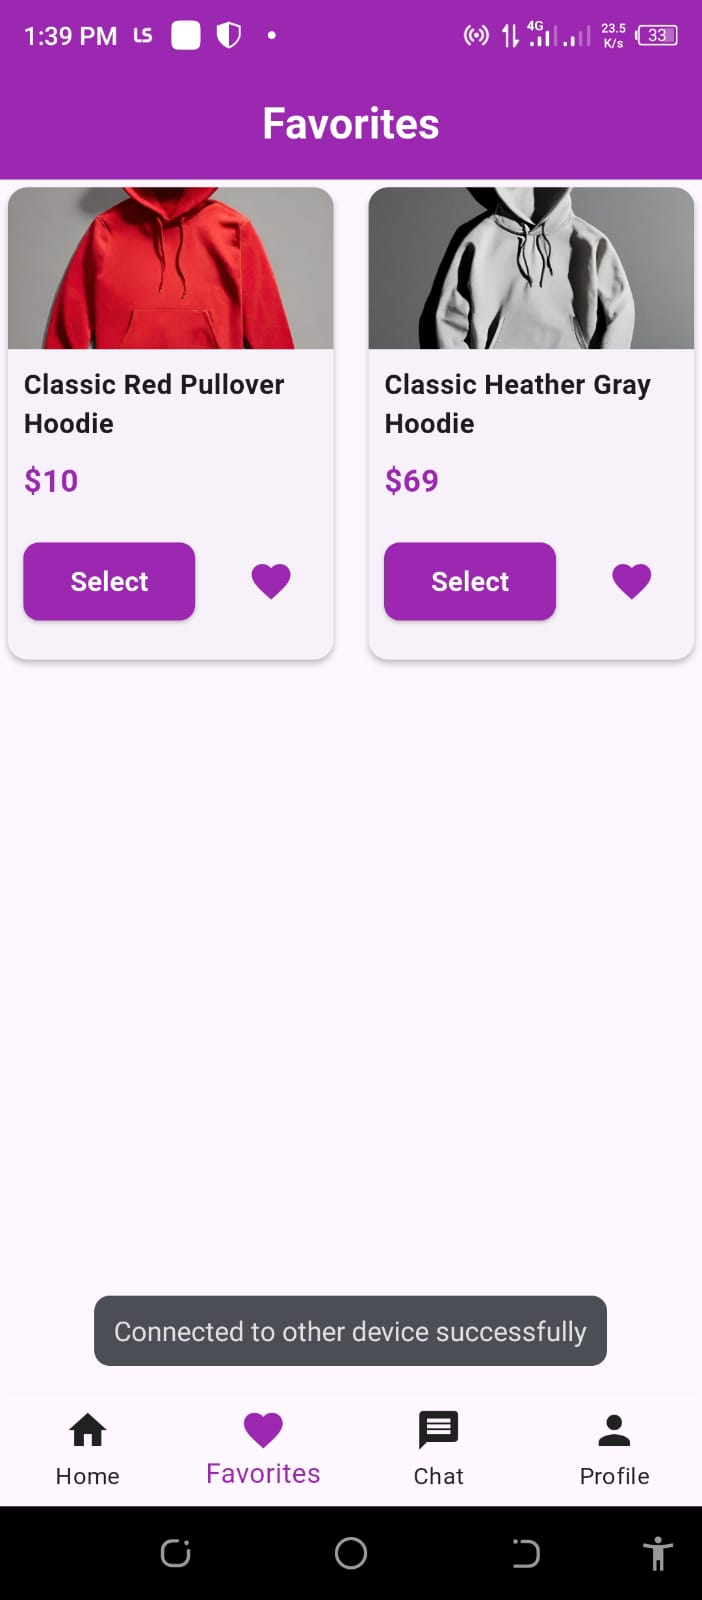 1:39 PM LS 4G 23.5 K/s 33
Favorites
Classic Red Pullover
Hoodie
$10
Select
Classic Heather Gray
Hoodie
$69
Select
Connected to other device successfully
Home Favorites Chat Profile